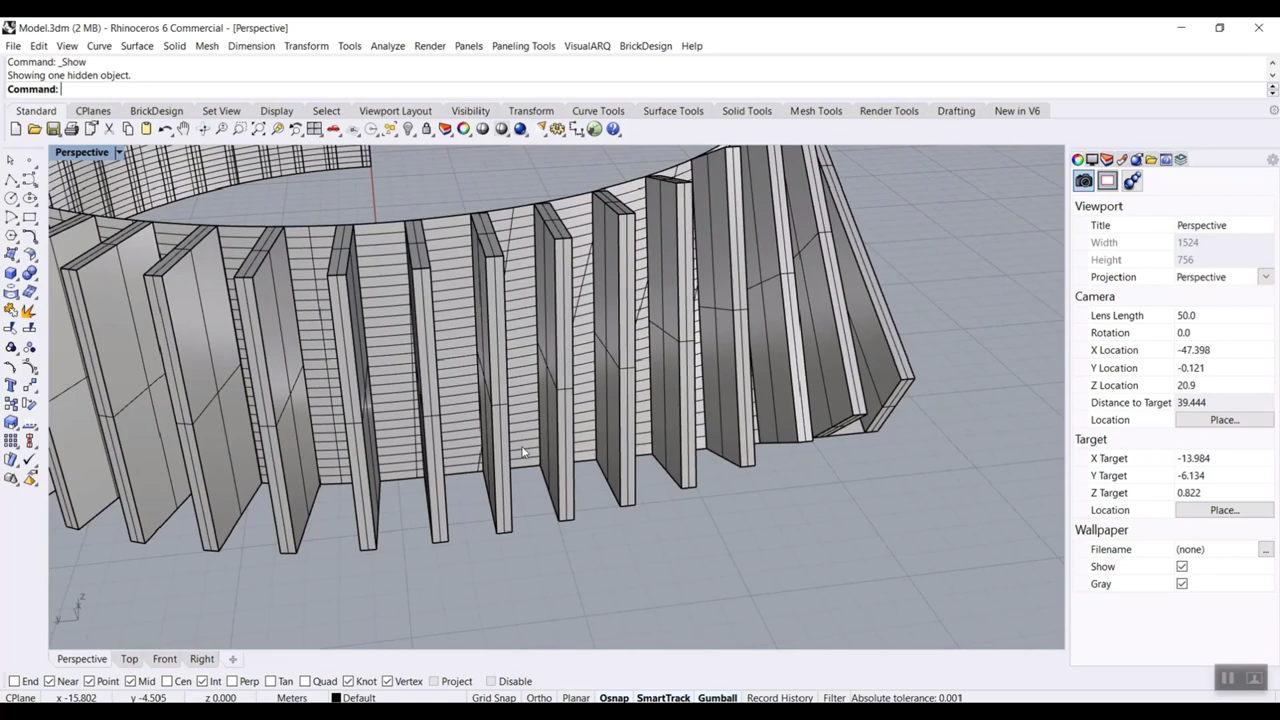 Model.3dm (2 MB) - Rhinoceros 6 Commercial - [Perspective]
File Edit View Curve Surface Solid Mesh Dimension Transform Tools Analyze Render Panels Paneling Tools VisualARQ BrickDesign Help
Command: _Show
Showing one hidden object.
Command:
Standard CPlanes BrickDesign Set View Display Select Viewport Layout Visibility Transform Curve Tools Surface Tools Solid Tools Mesh Tools Render Tools Drafting New in V6
Perspective
Viewport
Title Perspective
Width 1524
Height 756
Projection Perspective
Camera
Lens Length 50.0
Rotation 0.0
X Location -47.398
Y Location -0.121
Z Location 20.9
Distance to Target 39.444
Location Place...
Target
X Target -13.984
Y Target -6.134
Z Target 0.822
Location Place...
Wallpaper
Filename (none) ...
Show
Gray
z
y x
Perspective Top Front Right
End Near Point Mid Cen Int Perp Tan Quad Knot Vertex Project Disable
CPlane x -15.802 y -4.505 z 0.000 Meters Default Grid Snap Ortho Planar Osnap SmartTrack Gumball Record History Filter Absolute tolerance: 0.001